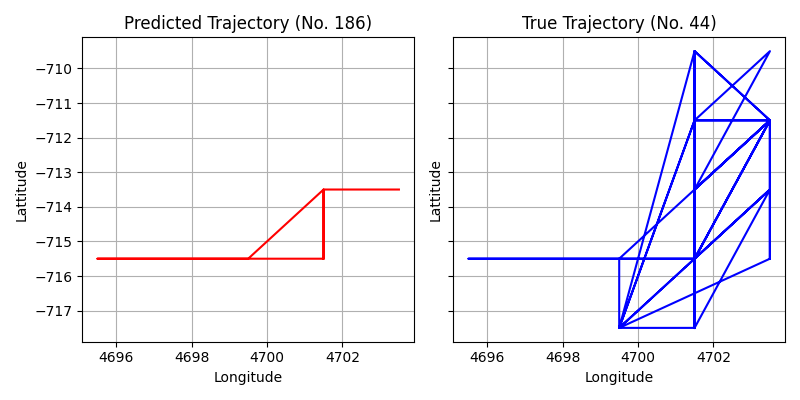 Predicted Trajectory (No. 186)
True Trajectory (No. 44)
Lattitude
−710
−711
−712
−713
−714
−715
−716
−717
4696
4698
4700
4702
Longitude
Lattitude
4696
4698
4700
4702
Longitude